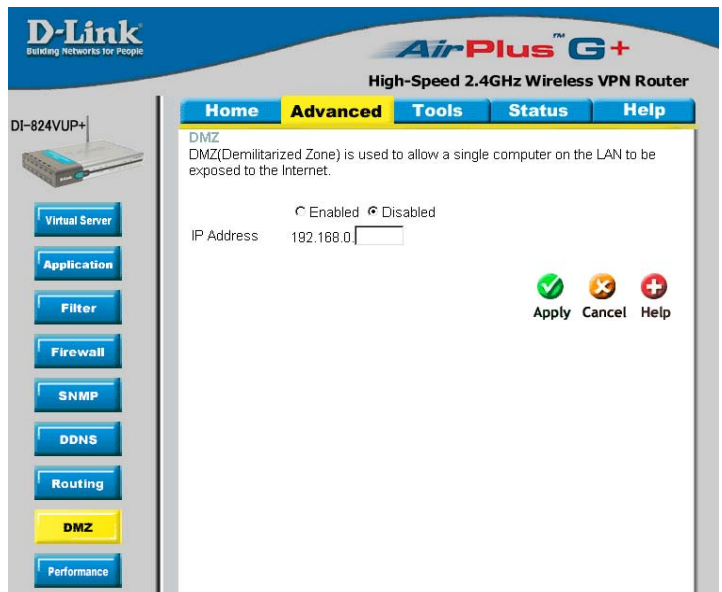 D-Link
Building Networks for People
AirPlus G+
™
High-Speed 2.4GHz Wireless VPN Router
DI-824VUP+
Home Advanced Tools Status Help
DMZ
DMZ(Demilitarized Zone) is used to allow a single computer on the LAN to be
exposed to the Internet.
Enabled Disabled
IP Address 192.168.0.
Apply Cancel Help
Virtual Server
Application
Filter
Firewall
SNMP
DDNS
Routing
DMZ
Performance